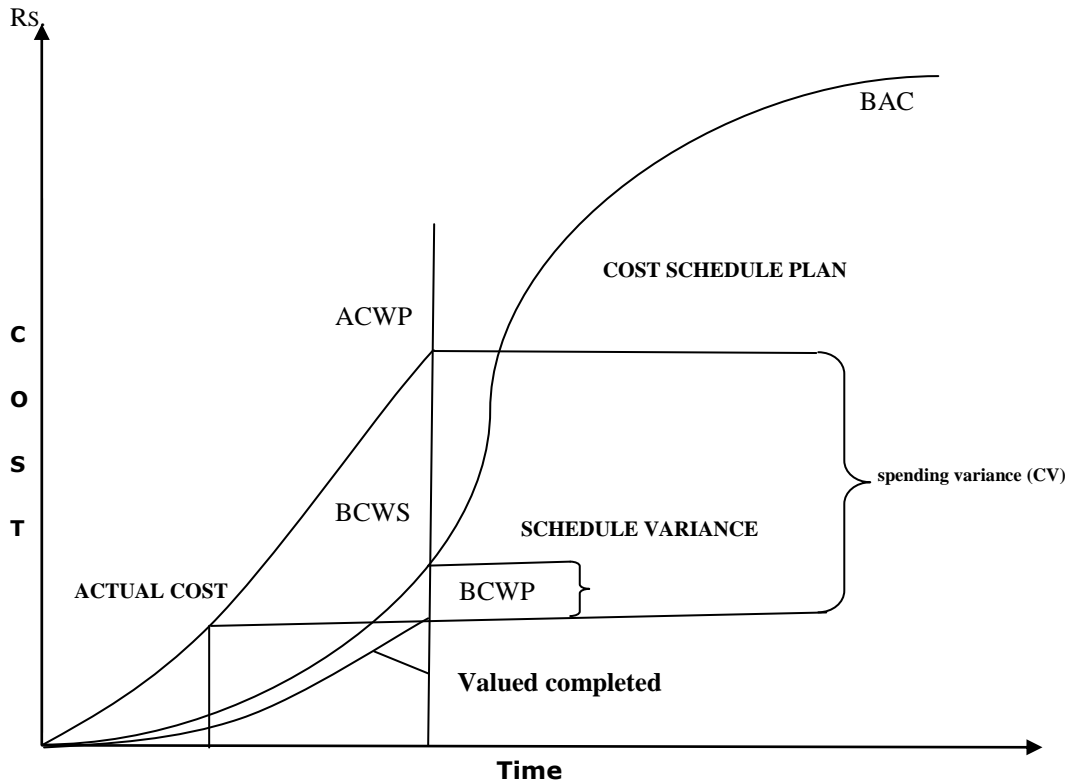 Rs.
BAC
COST SCHEDULE PLAN
ACWP
C
O
S
T
spending variance (CV)
BCWS
SCHEDULE VARIANCE
ACTUAL COST
BCWP
Valued completed
Time